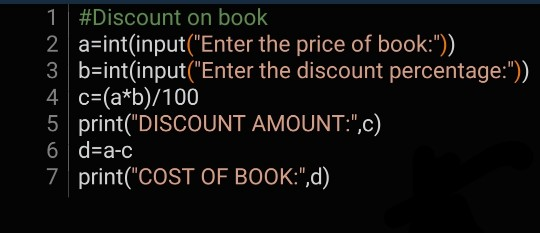 1 #Discount on book
2 a=int(input("Enter the price of book:"))
3 b=int(input("Enter the discount percentage:"))
4 c=(a*b)/100
5 print("DISCOUNT AMOUNT:",c)
6 d=a-c
7 print("COST OF BOOK:",d)